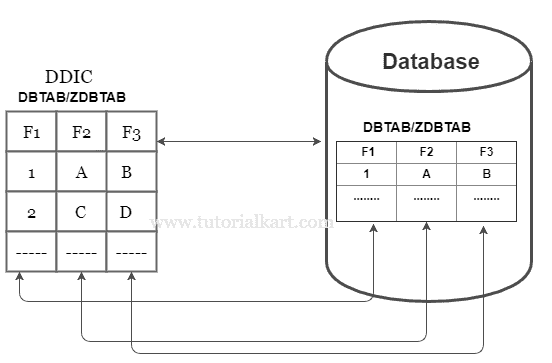 DDIC
DBTAB/ZDBTAB
F1 F2 F3
1 A B
2 C D
----- ----- -----
Database
DBTAB/ZDBTAB
F1 F2 F3
1 A B
........ ........ ........
www.tutorialkart.com